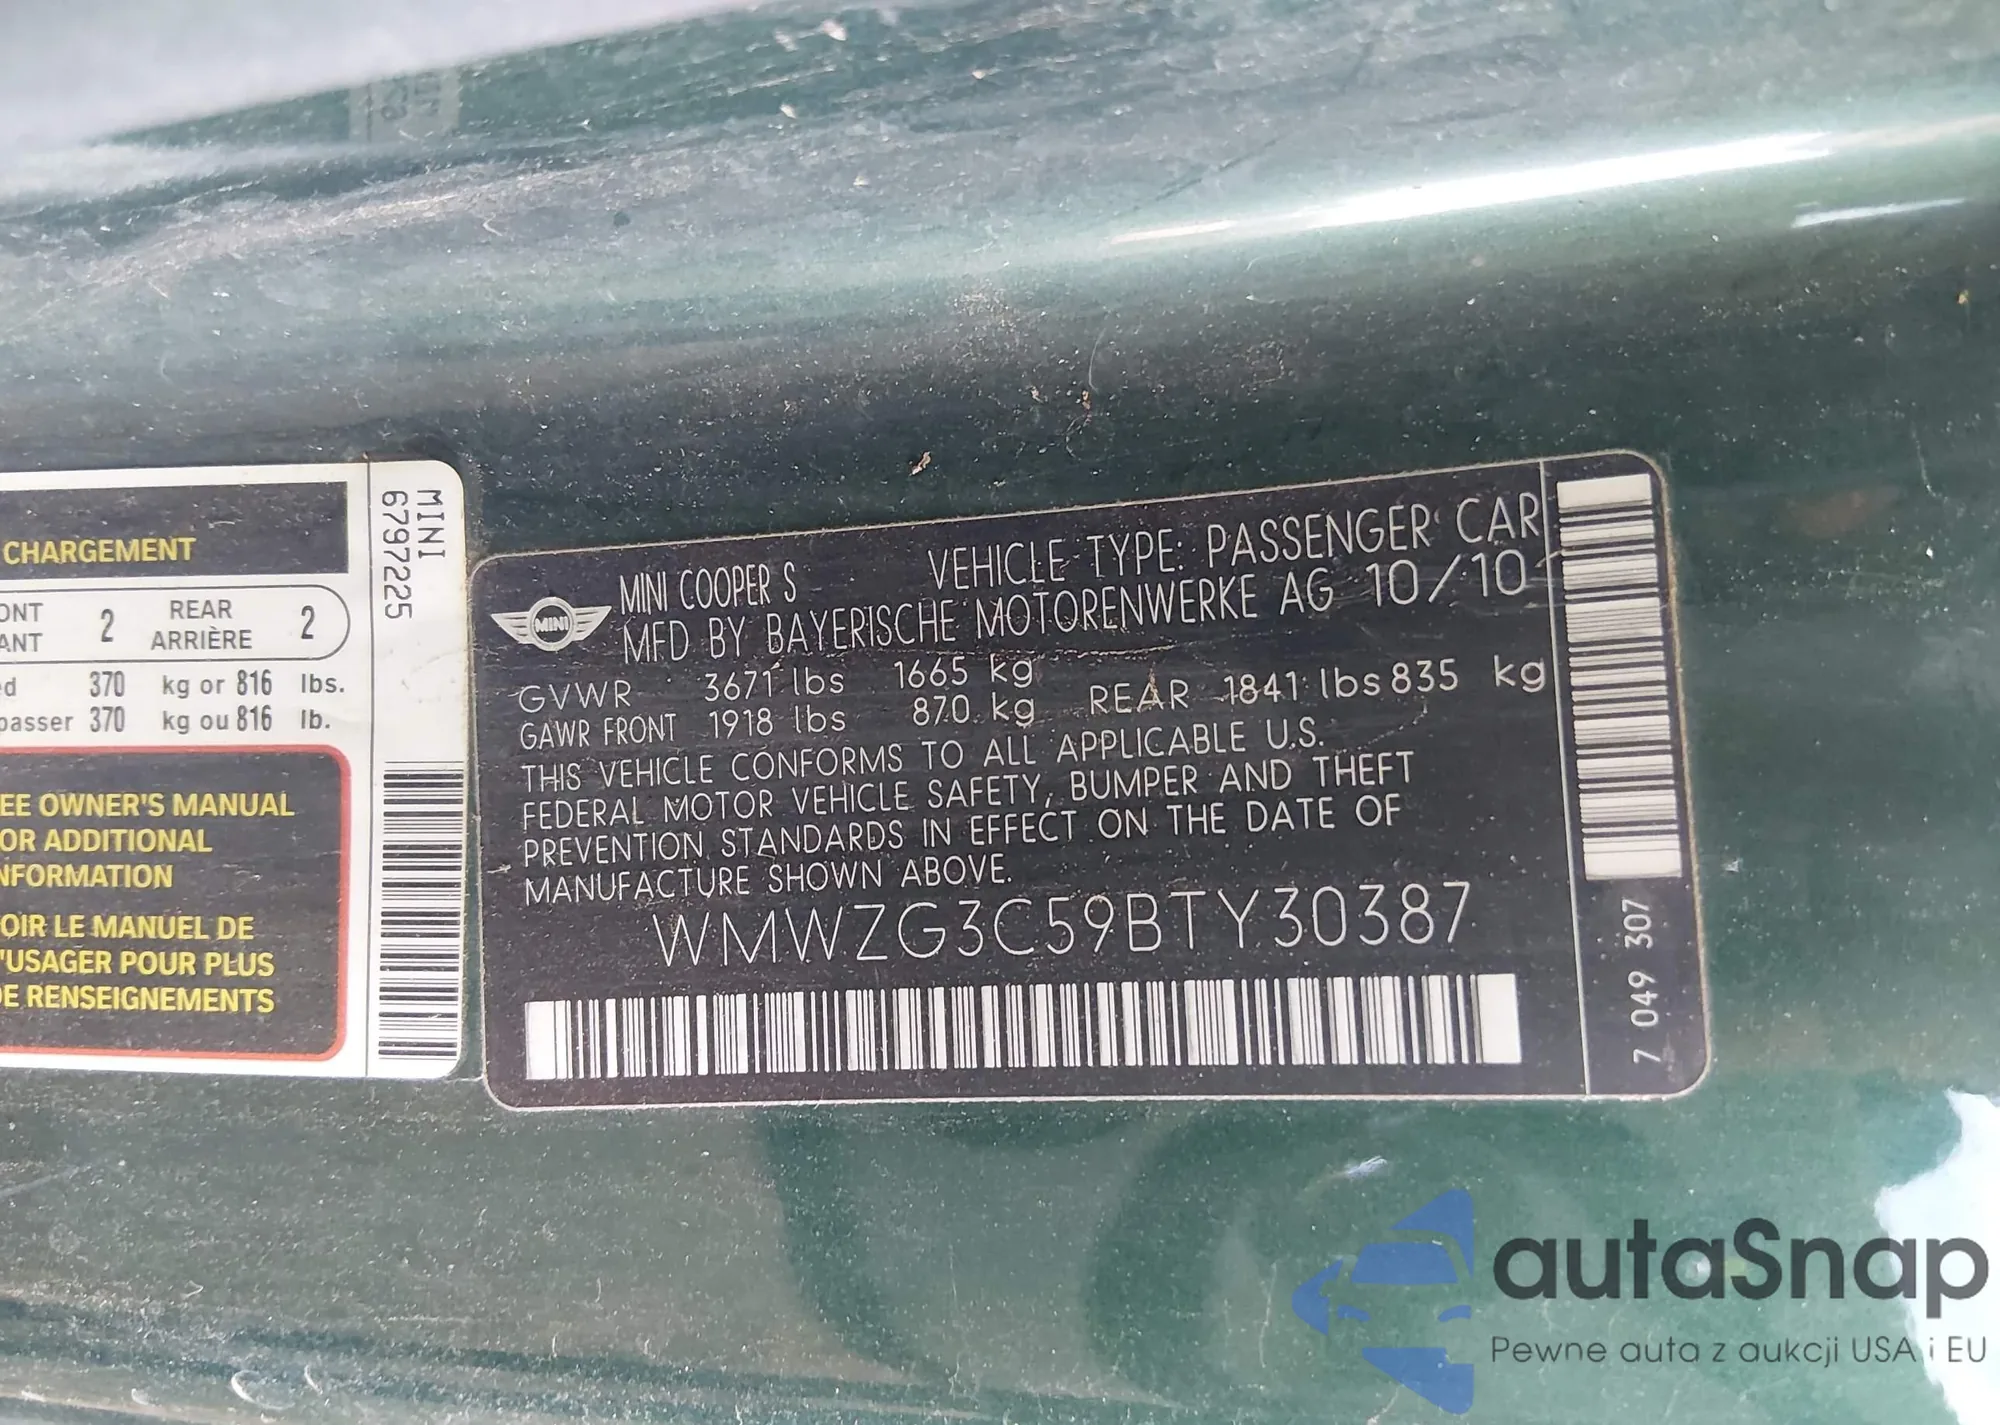 CHARGEMENT
ONT
ANT
2
REAR
ARRIÈRE
2
ed 370 kg or 816 lbs.
passer 370 kg ou 816 lb.
EE OWNER'S MANUAL
OR ADDITIONAL
NFORMATION
OIR LE MANUEL DE
'USAGER POUR PLUS
DE RENSEIGNEMENTS
MINI
6797225
MINI
MINI COOPER S VEHICLE TYPE: PASSENGER CAR
MFD BY BAYERISCHE MOTORENWERKE AG 10/10
GVWR 3671 lbs 1665 kg
GAWR FRONT 1918 lbs 870 kg REAR 1841 lbs 835 kg
THIS VEHICLE CONFORMS TO ALL APPLICABLE U.S.
FEDERAL MOTOR VEHICLE SAFETY, BUMPER AND THEFT
PREVENTION STANDARDS IN EFFECT ON THE DATE OF
MANUFACTURE SHOWN ABOVE.
WMWZG3C59BTY30387
7 049 307
autaSnap
Pewne auta z aukcji USA i EU